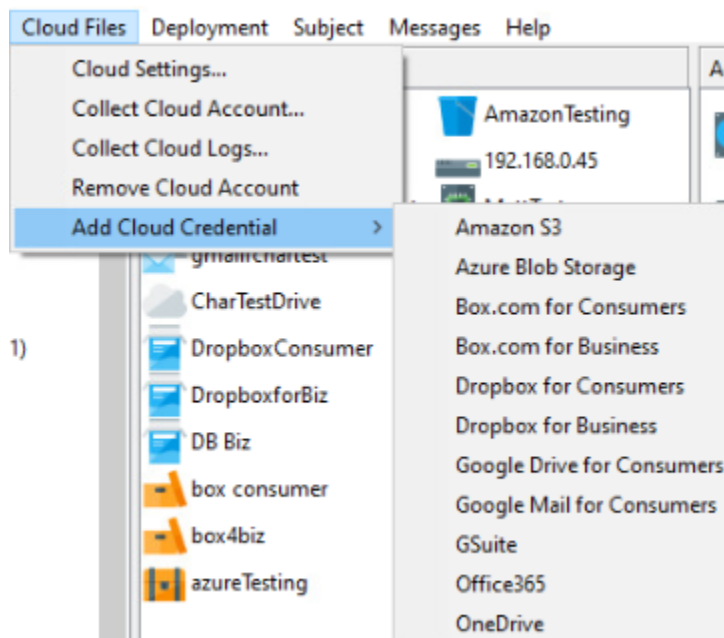 Cloud Files Deployment Subject Messages Help
Cloud Settings...
Collect Cloud Account...
Collect Cloud Logs...
Remove Cloud Account
Add Cloud Credential >
A
AmazonTesting
192.168.0.45
1)
CharTestDrive
DropboxConsumer
DropboxforBiz
DB Biz
box consumer
box4biz
azureTesting
Amazon S3
Azure Blob Storage
Box.com for Consumers
Box.com for Business
Dropbox for Consumers
Dropbox for Business
Google Drive for Consumers
Google Mail for Consumers
GSuite
Office365
OneDrive